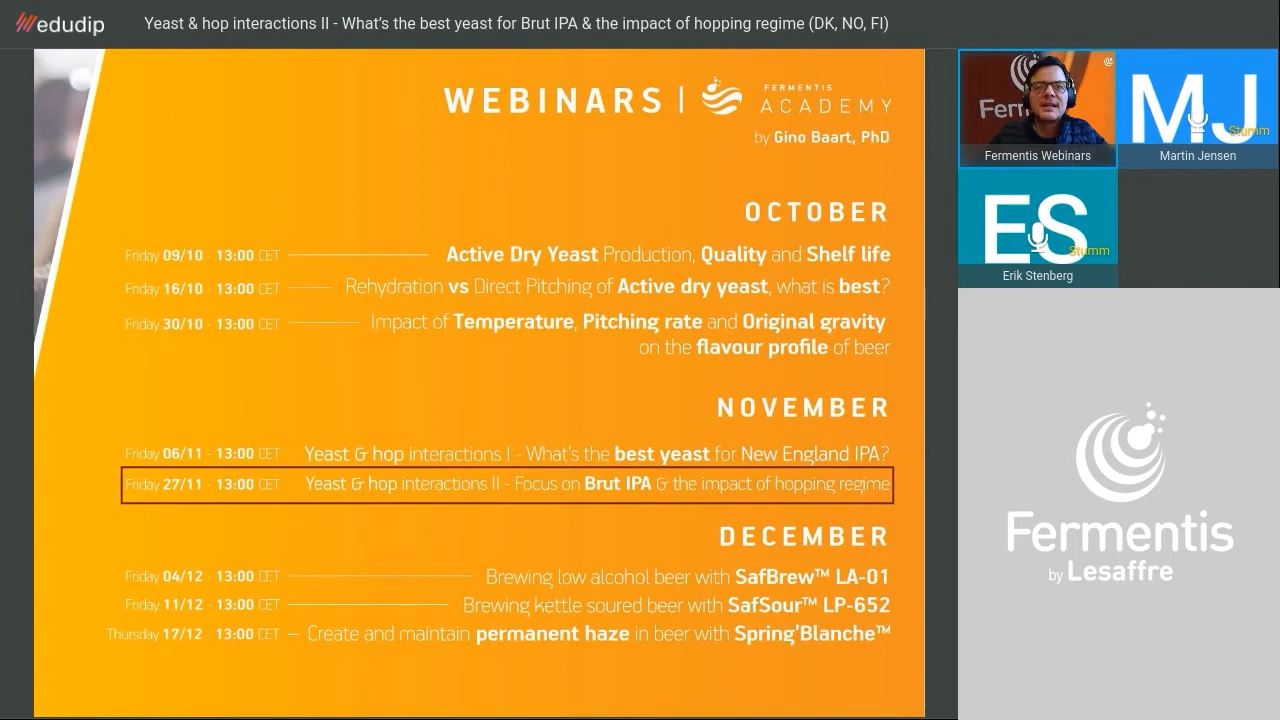 edudip
Yeast & hop interactions II - What's the best yeast for Brut IPA & the impact of hopping regime (DK, NO, FI)
WEBINARS | FERMENTIS ACADEMY
by Gino Baart, PhD
OCTOBER
Friday 09/10 - 13:00 CET Active Dry Yeast Production, Quality and Shelf life
Friday 16/10 - 13:00 CET Rehydration vs Direct Pitching of Active dry yeast, what is best?
Friday 30/10 - 13:00 CET Impact of Temperature, Pitching rate and Original gravity
on the flavour profile of beer
NOVEMBER
Friday 06/11 - 13:00 CET Yeast & hop interactions I - What's the best yeast for New England IPA?
Friday 27/11 - 13:00 CET Yeast & hop interactions II - Focus on Brut IPA & the impact of hopping regime
DECEMBER
Friday 04/12 - 13:00 CET Brewing low alcohol beer with SafBrew™ LA-01
Friday 11/12 - 13:00 CET Brewing kettle soured beer with SafSour™ LP-652
Thursday 17/12 - 13:00 CET Create and maintain permanent haze in beer with Spring'Blanche™
Ferm
Fermentis Webinars
MJ
Stumm
Martin Jensen
ES
Stumm
Erik Stenberg
Fermentis
by Lesaffre